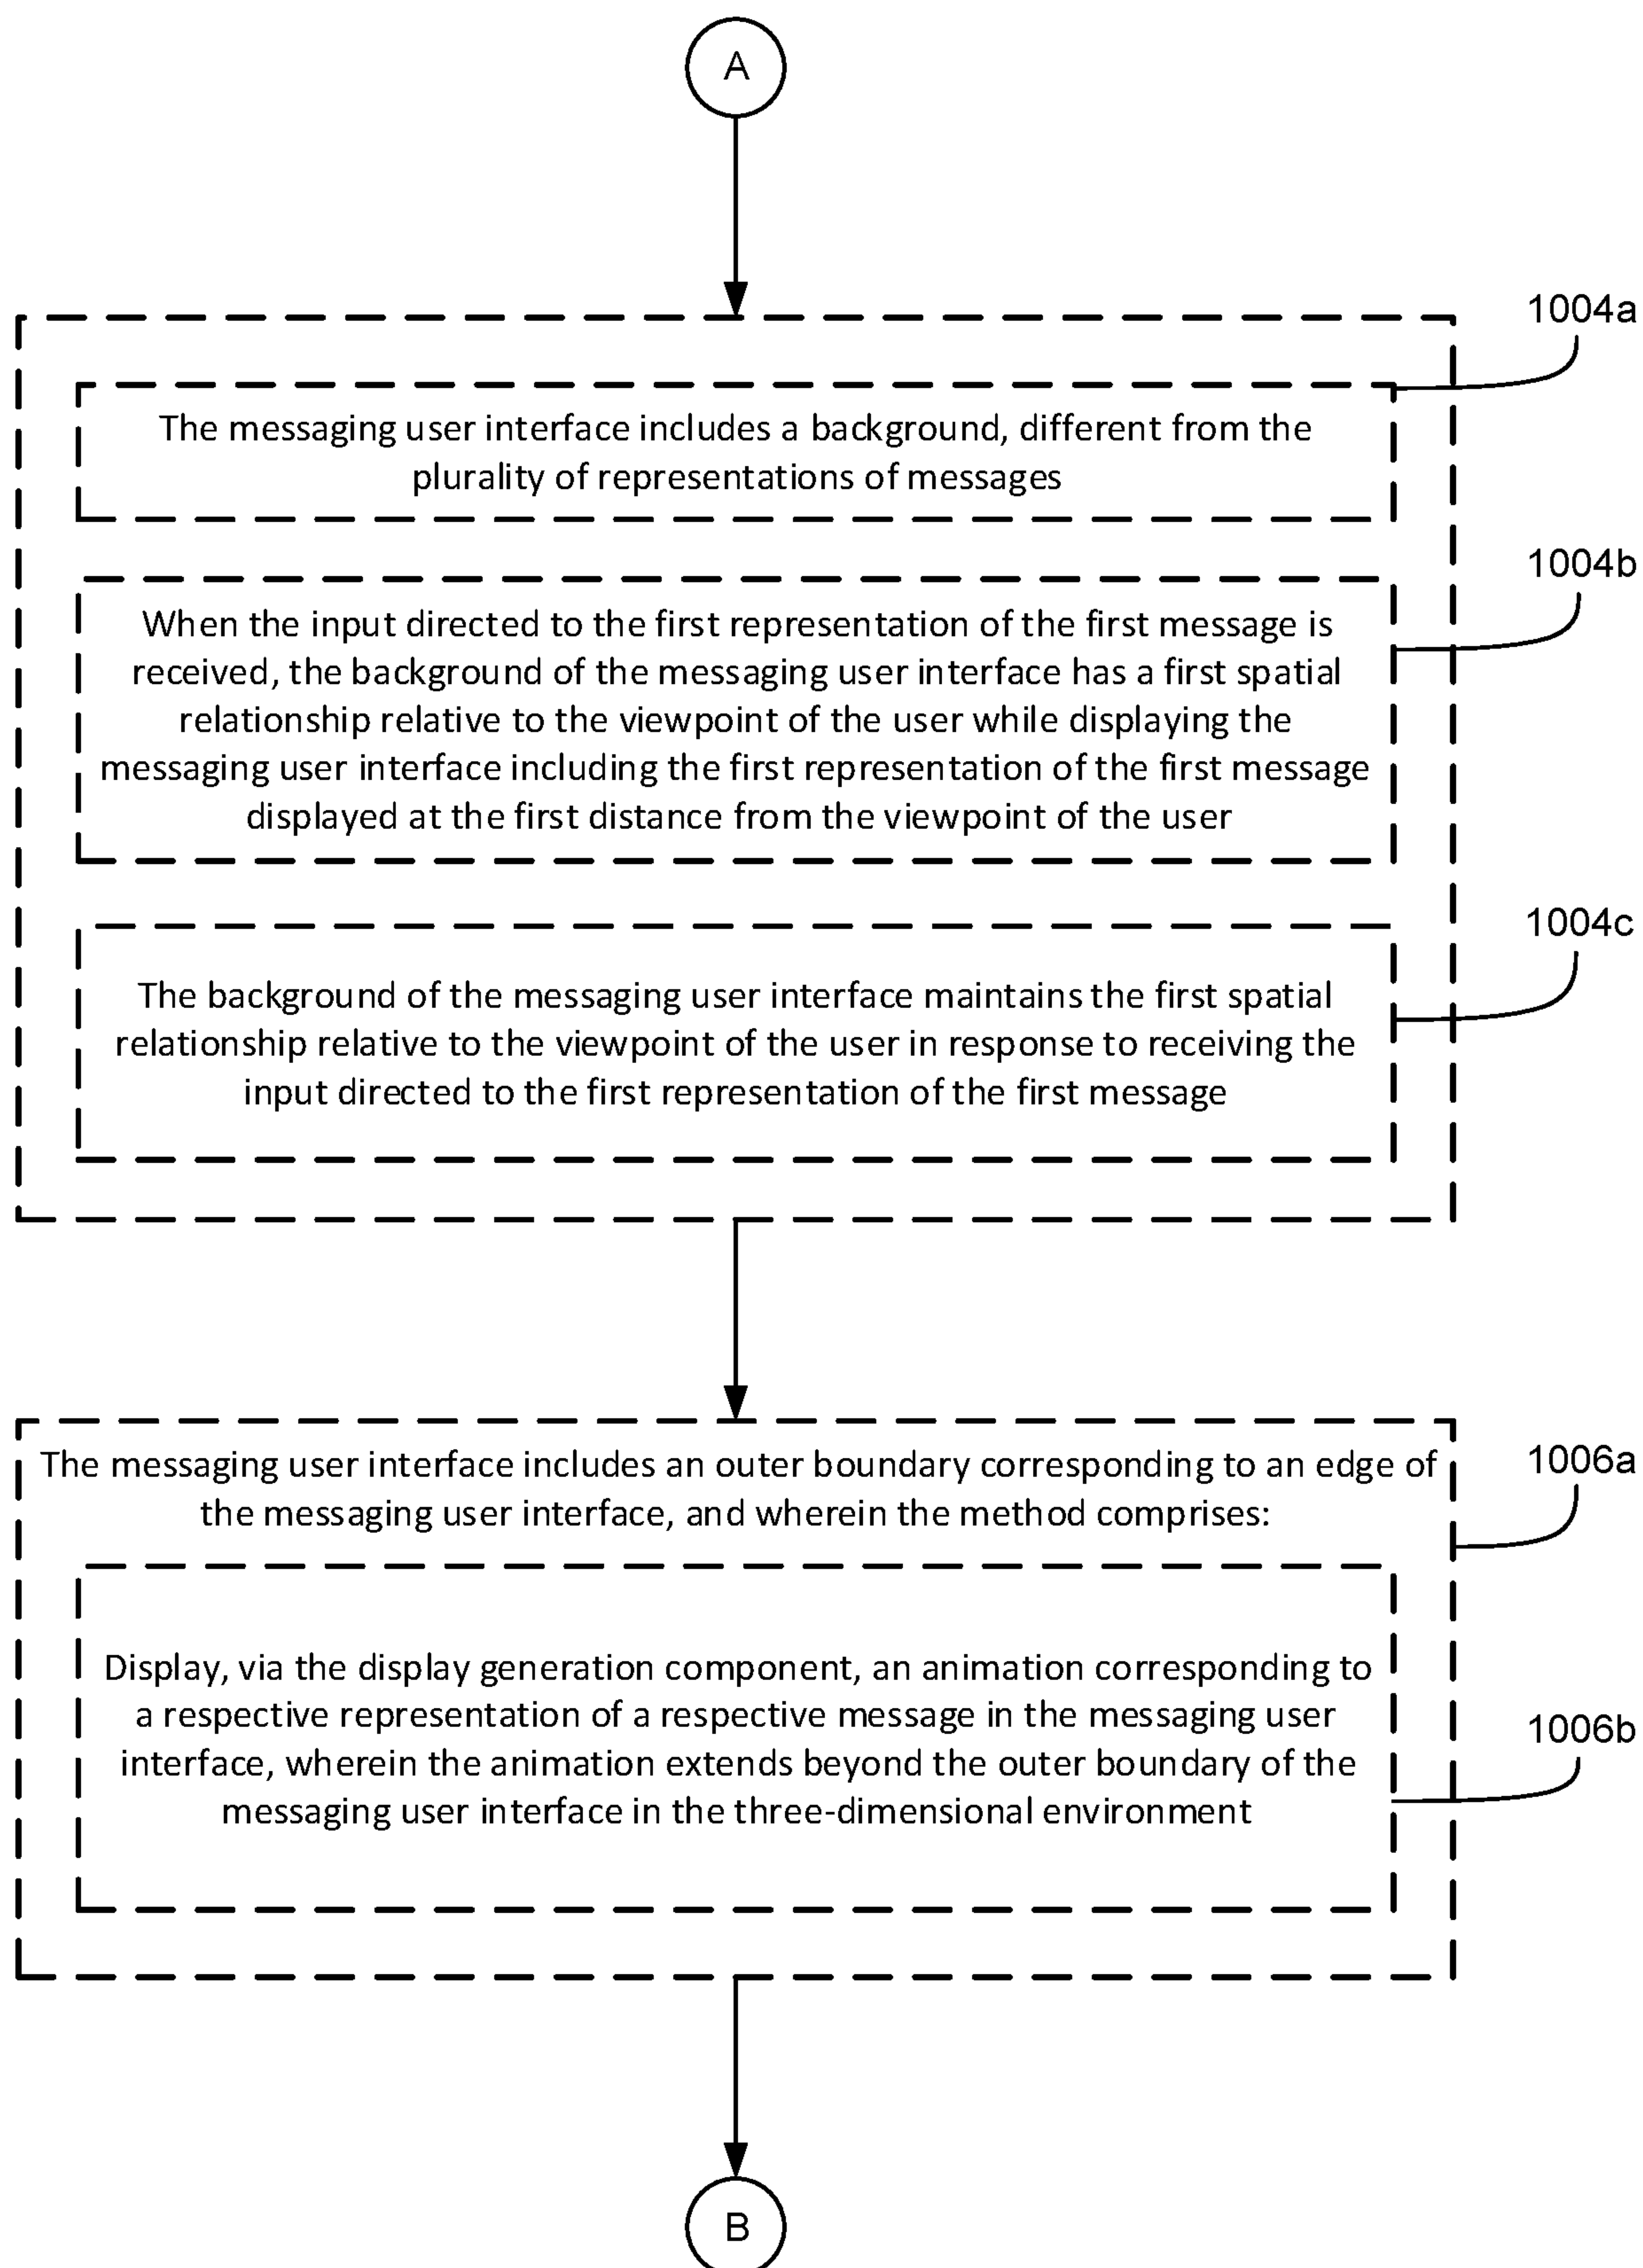 A
1004a
The messaging user interface includes a background, different from the
plurality of representations of messages
1004b
When the input directed to the first representation of the first message is
received, the background of the messaging user interface has a first spatial
relationship relative to the viewpoint of the user while displaying the
messaging user interface including the first representation of the first message
displayed at the first distance from the viewpoint of the user
1004c
The background of the messaging user interface maintains the first spatial
relationship relative to the viewpoint of the user in response to receiving the
input directed to the first representation of the first message
1006a
The messaging user interface includes an outer boundary corresponding to an edge of
the messaging user interface, and wherein the method comprises:
1006b
Display, via the display generation component, an animation corresponding to
a respective representation of a respective message in the messaging user
interface, wherein the animation extends beyond the outer boundary of the
messaging user interface in the three-dimensional environment
B